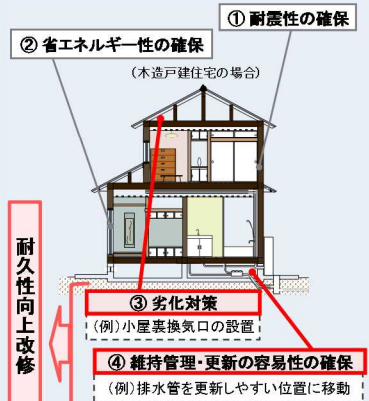 ① 耐震性の確保
② 省エネルギー性の確保
(木造戸建住宅の場合)
耐久性向上改修
③ 劣化対策
(例)小屋裏換気口の設置
④ 維持管理・更新の容易性の確保
(例)排水管を更新しやすい位置に移動